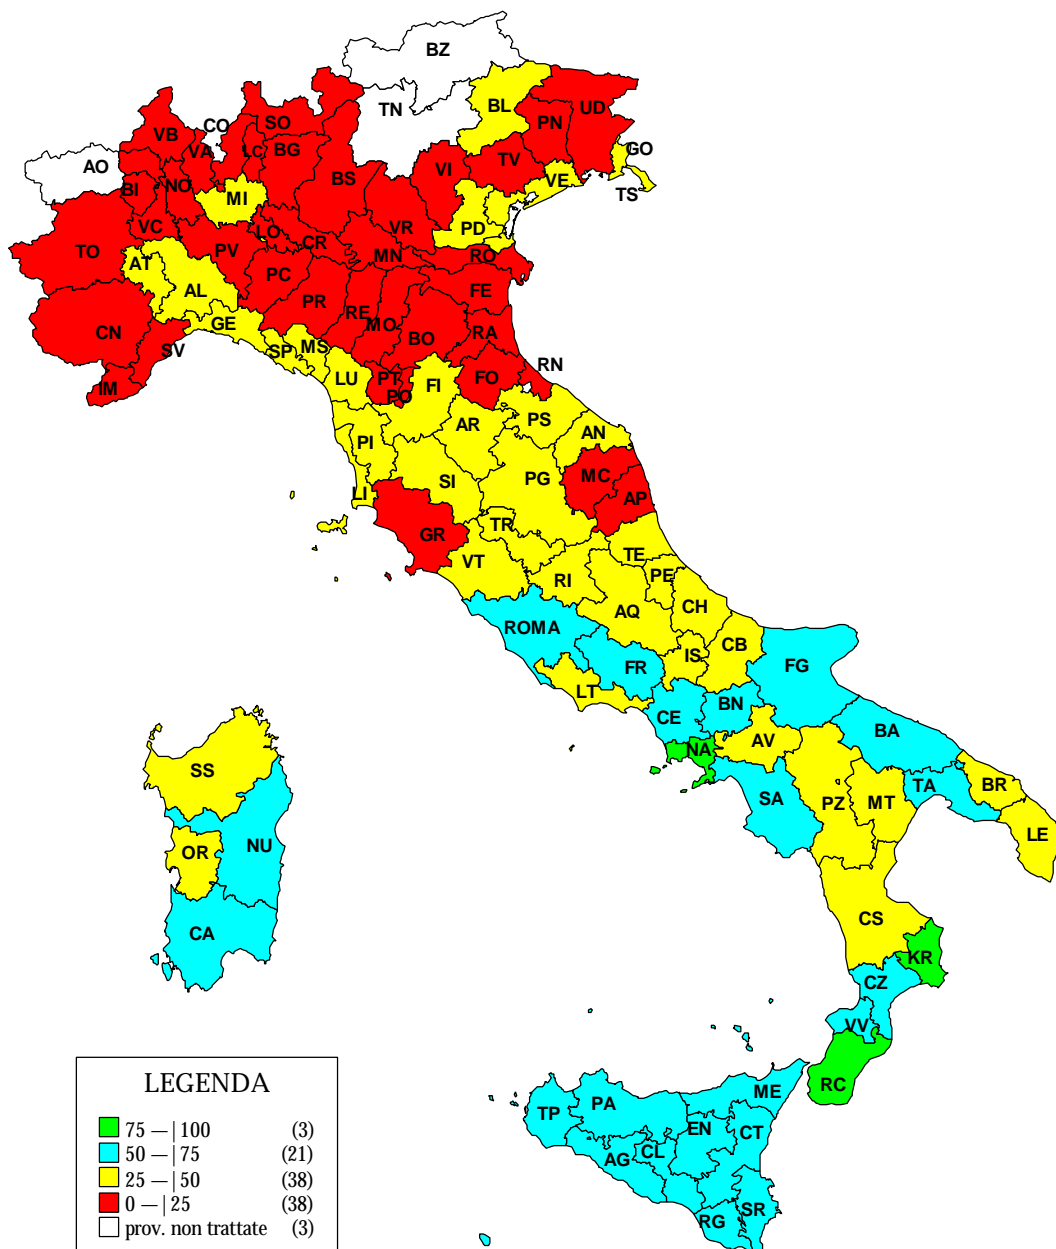 BZ
TN
BL
UD
PN
CO
SO
VB
VA
LC
BG
AO
BI
NO
BS
VI
TV
GO
VE
TS
MI
VC
LO
CR
VR
PD
TO
PV
MN
RO
AT
AL
PC
PR
RE
MO
FE
GE
CN
BO
RA
SV
SP
MS
IM
LU
PT
PO
FI
FO
RN
PS
AR
AN
PI
SI
PG
MC
LI
AP
GR
TR
VT
TE
PE
RI
AQ
CH
ROMA
CB
IS
FR
FG
LT
BN
CE
BA
AV
NA
SA
PZ
MT
TA
BR
LE
SS
OR
NU
CA
CS
KR
CZ
VV
RC
ME
TP
PA
EN
CT
AG
CL
RG
SR
LEGENDA
75 —| 100 (3)
50 —| 75 (21)
25 —| 50 (38)
0 —| 25 (38)
prov. non trattate (3)